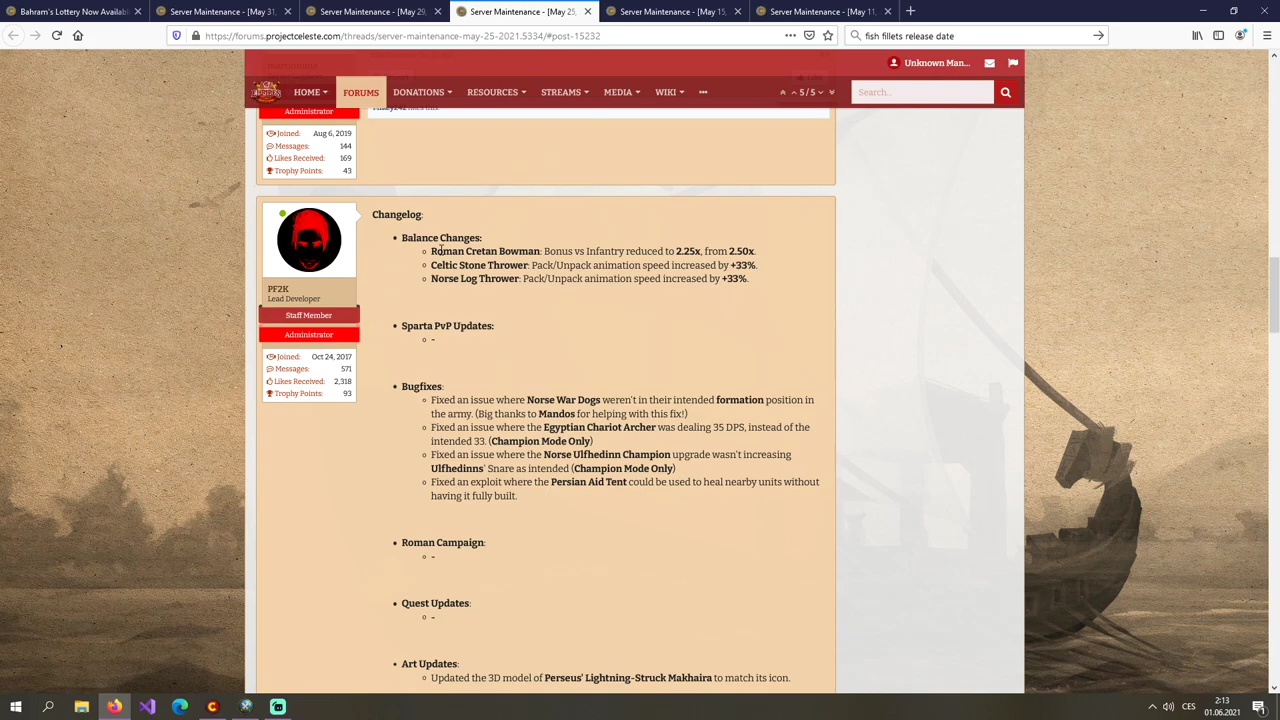 Bahram's Lottery Now Availabl
Server Maintenance - [May 31,
Server Maintenance - [May 29,
Server Maintenance - [May 25,
Server Maintenance - [May 15,
Server Maintenance - [May 11,
https://forums.projectceleste.com/threads/server-maintenance-may-25-2021.5334/#post-15232
fish fillets release date
Unknown Man...
HOME
FORUMS
DONATIONS
RESOURCES
STREAMS
MEDIA
WIKI
5 / 5
Search...
Administrator
Joined: Aug 6, 2019
Messages: 144
Likes Received: 169
Trophy Points: 43
PF2K
Lead Developer
Staff Member
Administrator
Joined: Oct 24, 2017
Messages: 571
Likes Received: 2,318
Trophy Points: 93
Changelog:
• Balance Changes:
○ Roman Cretan Bowman: Bonus vs Infantry reduced to 2.25x, from 2.50x.
○ Celtic Stone Thrower: Pack/Unpack animation speed increased by +33%.
○ Norse Log Thrower: Pack/Unpack animation speed increased by +33%.
• Sparta PvP Updates:
○ -
• Bugfixes:
○ Fixed an issue where Norse War Dogs weren't in their intended formation position in
the army. (Big thanks to Mandos for helping with this fix!)
○ Fixed an issue where the Egyptian Chariot Archer was dealing 35 DPS, instead of the
intended 33. (Champion Mode Only)
○ Fixed an issue where the Norse Ulfhedinn Champion upgrade wasn't increasing
Ulfhedinns' Snare as intended (Champion Mode Only)
○ Fixed an exploit where the Persian Aid Tent could be used to heal nearby units without
having it fully built.
• Roman Campaign:
○ -
• Quest Updates:
○ -
• Art Updates:
○ Updated the 3D model of Perseus' Lightning-Struck Makhaira to match its icon.
CES
2:13
01.06.2021